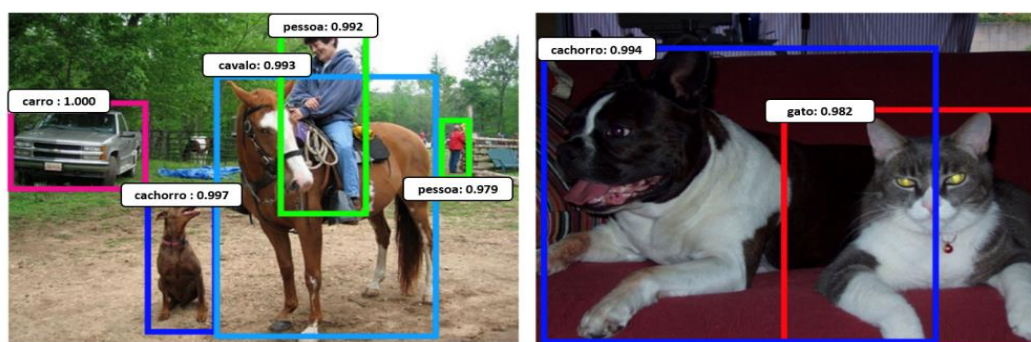 pessoa: 0.992
cavalo: 0.993
carro : 1.000
cachorro : 0.997
pessoa: 0.979
cachorro: 0.994
gato: 0.982